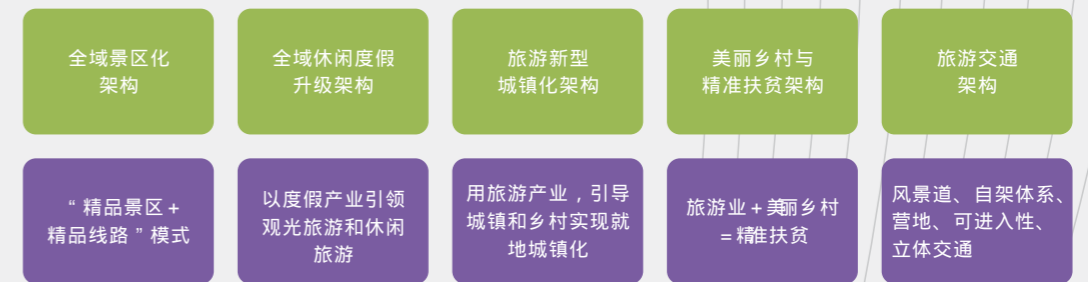 全域景区化
架构
全域休闲度假
升级架构
旅游新型
城镇化架构
美丽乡村与
精准扶贫架构
旅游交通
架构
“精品景区+
精品线路”模式
以度假产业引领
观光旅游和休闲
旅游
用旅游产业，引导
城镇和乡村实现就
地城镇化
旅游业+美丽乡村
=精准扶贫
风景道、自架体系、
营地、可进入性、
立体交通